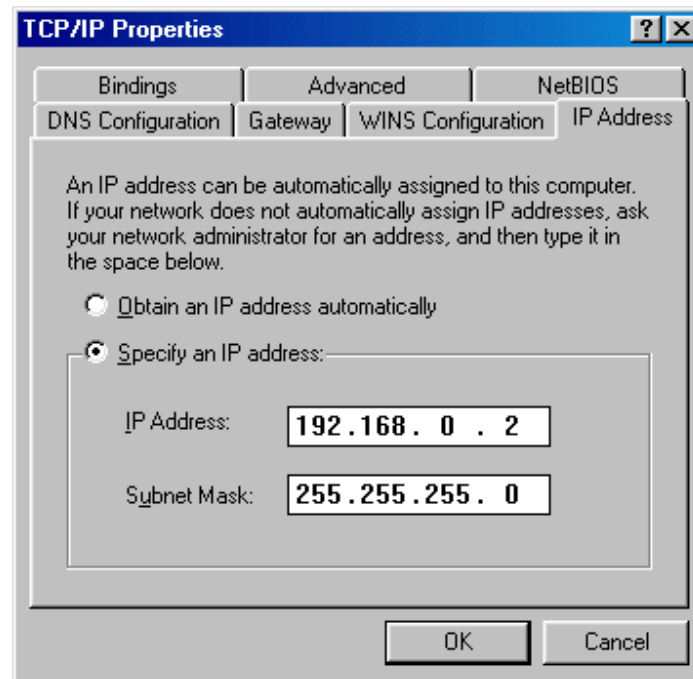 TCP/IP Properties
? X
Bindings Advanced NetBIOS
DNS Configuration Gateway WINS Configuration IP Address
An IP address can be automatically assigned to this computer.
If your network does not automatically assign IP addresses, ask
your network administrator for an address, and then type it in
the space below.
Obtain an IP address automatically
Specify an IP address:
IP Address: 192.168. 0 . 2
Subnet Mask: 255.255.255. 0
OK Cancel